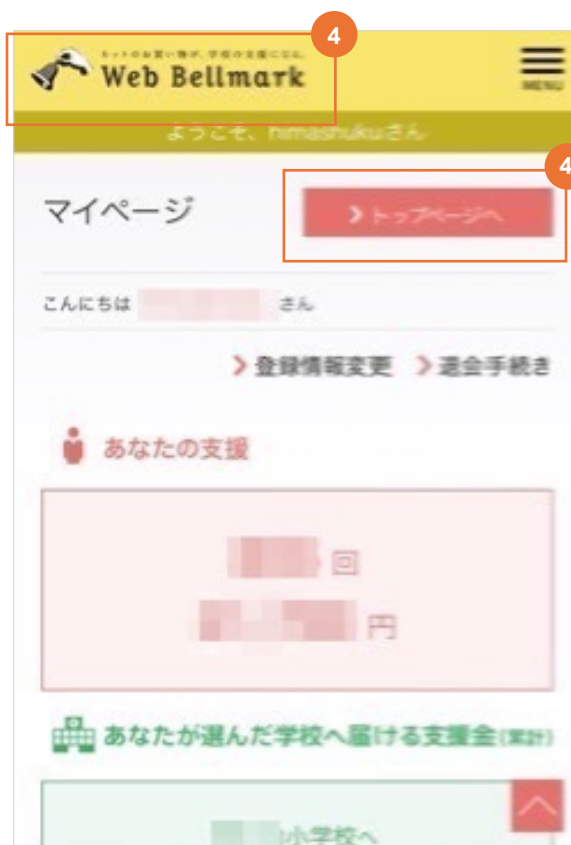 4
ネットのお買い物が、学校の支援になる。
Web Bellmark
MENU
ようこそ、himashukuさん
4
マイページ
トップページへ
こんにちは さん
登録情報変更 退会手続き
あなたの支援
回
円
あなたが選んだ学校へ届ける支援金(累計)
小学校へ